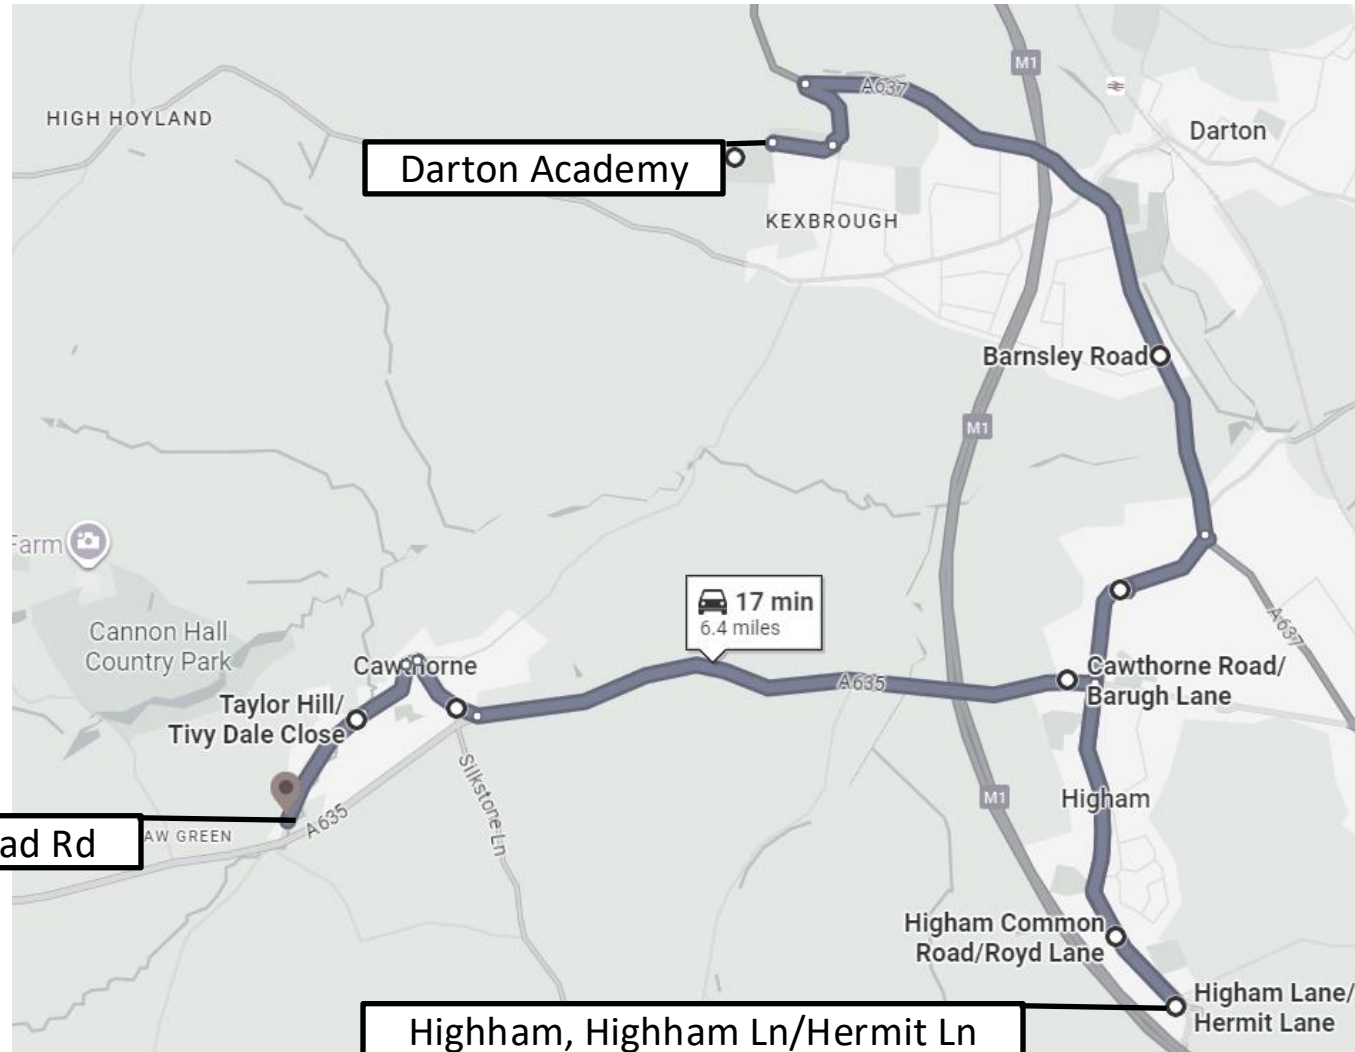 M1
A637
HIGH HOYLAND
Darton
Darton Academy
KEXBROUGH
Barnsley Road
M1
Farm
17 min
6.4 miles
A637
Cannon Hall
Country Park
Cawthorne
Cawthorne Road/
Barugh Lane
A635
Taylor Hill/
Tivy Dale Close
Silkstone Ln
M1
Higham
A635
AW GREEN
ad Rd
Higham Common
Road/Royd Lane
Higham Lane/
Hermit Lane
Highham, Highham Ln/Hermit Ln